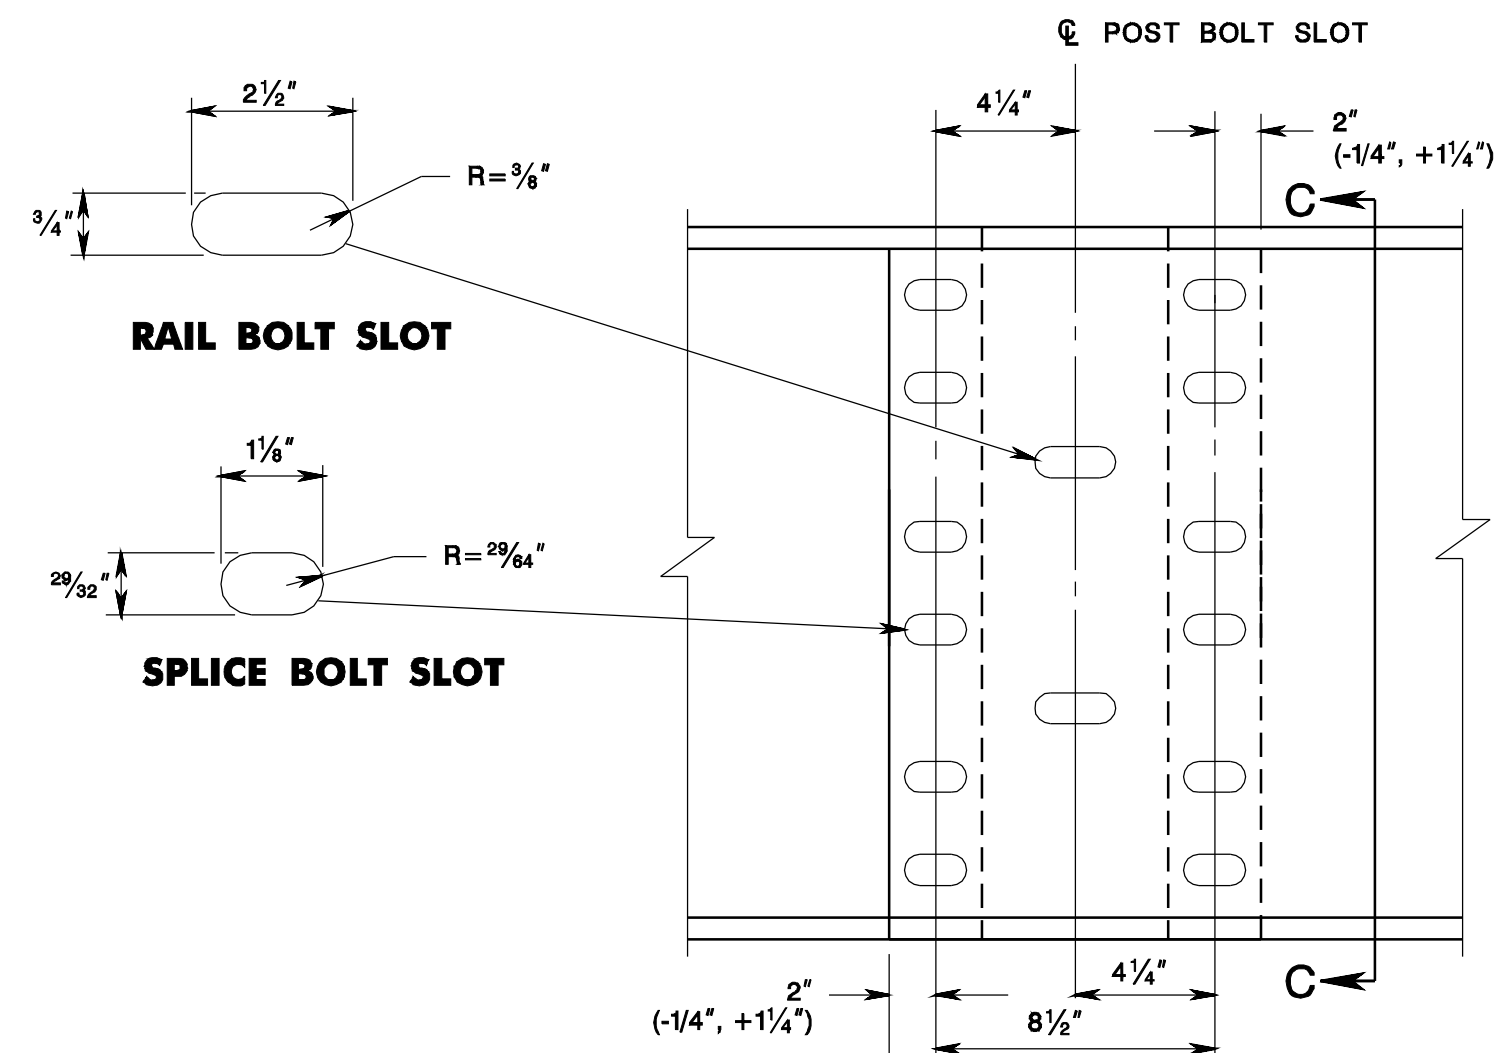 ℄ POST BOLT SLOT
2½"
4¼"
2"
(-1/4", +1¼")
R=⅜"
¾"
C
RAIL BOLT SLOT
1⅛"
R=29/64"
29/32"
SPLICE BOLT SLOT
4¼"
C
2"
(-1/4", +1¼")
8½"